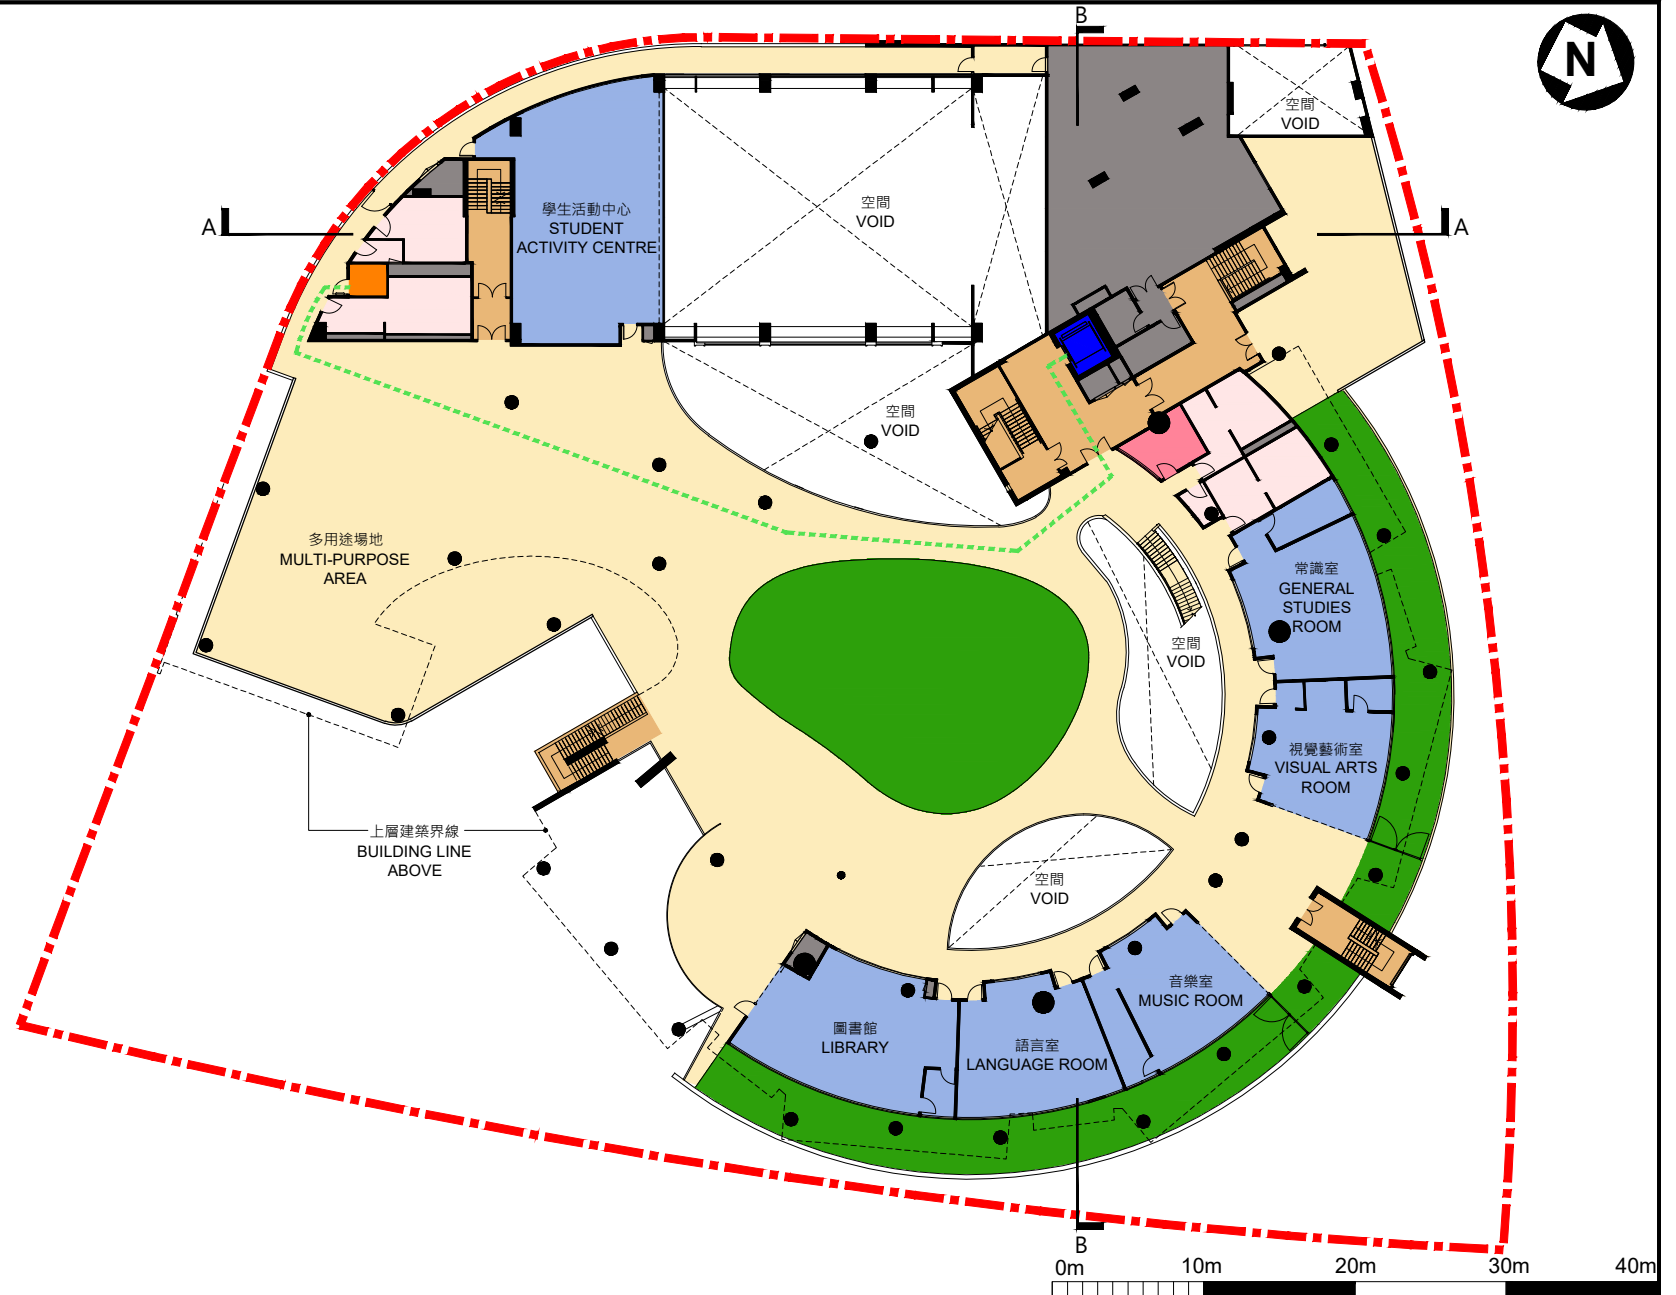 B
N
空間
VOID
學生活動中心
STUDENT
ACTIVITY CENTRE
空間
VOID
A
A
空間
VOID
多用途場地
MULTI-PURPOSE
AREA
常識室
GENERAL
STUDIES
ROOM
空間
VOID
視覺藝術室
VISUAL ARTS
ROOM
上層建築界線
BUILDING LINE
ABOVE
空間
VOID
音樂室
MUSIC ROOM
圖書館
LIBRARY
語言室
LANGUAGE ROOM
B
0m 10m 20m 30m 40m